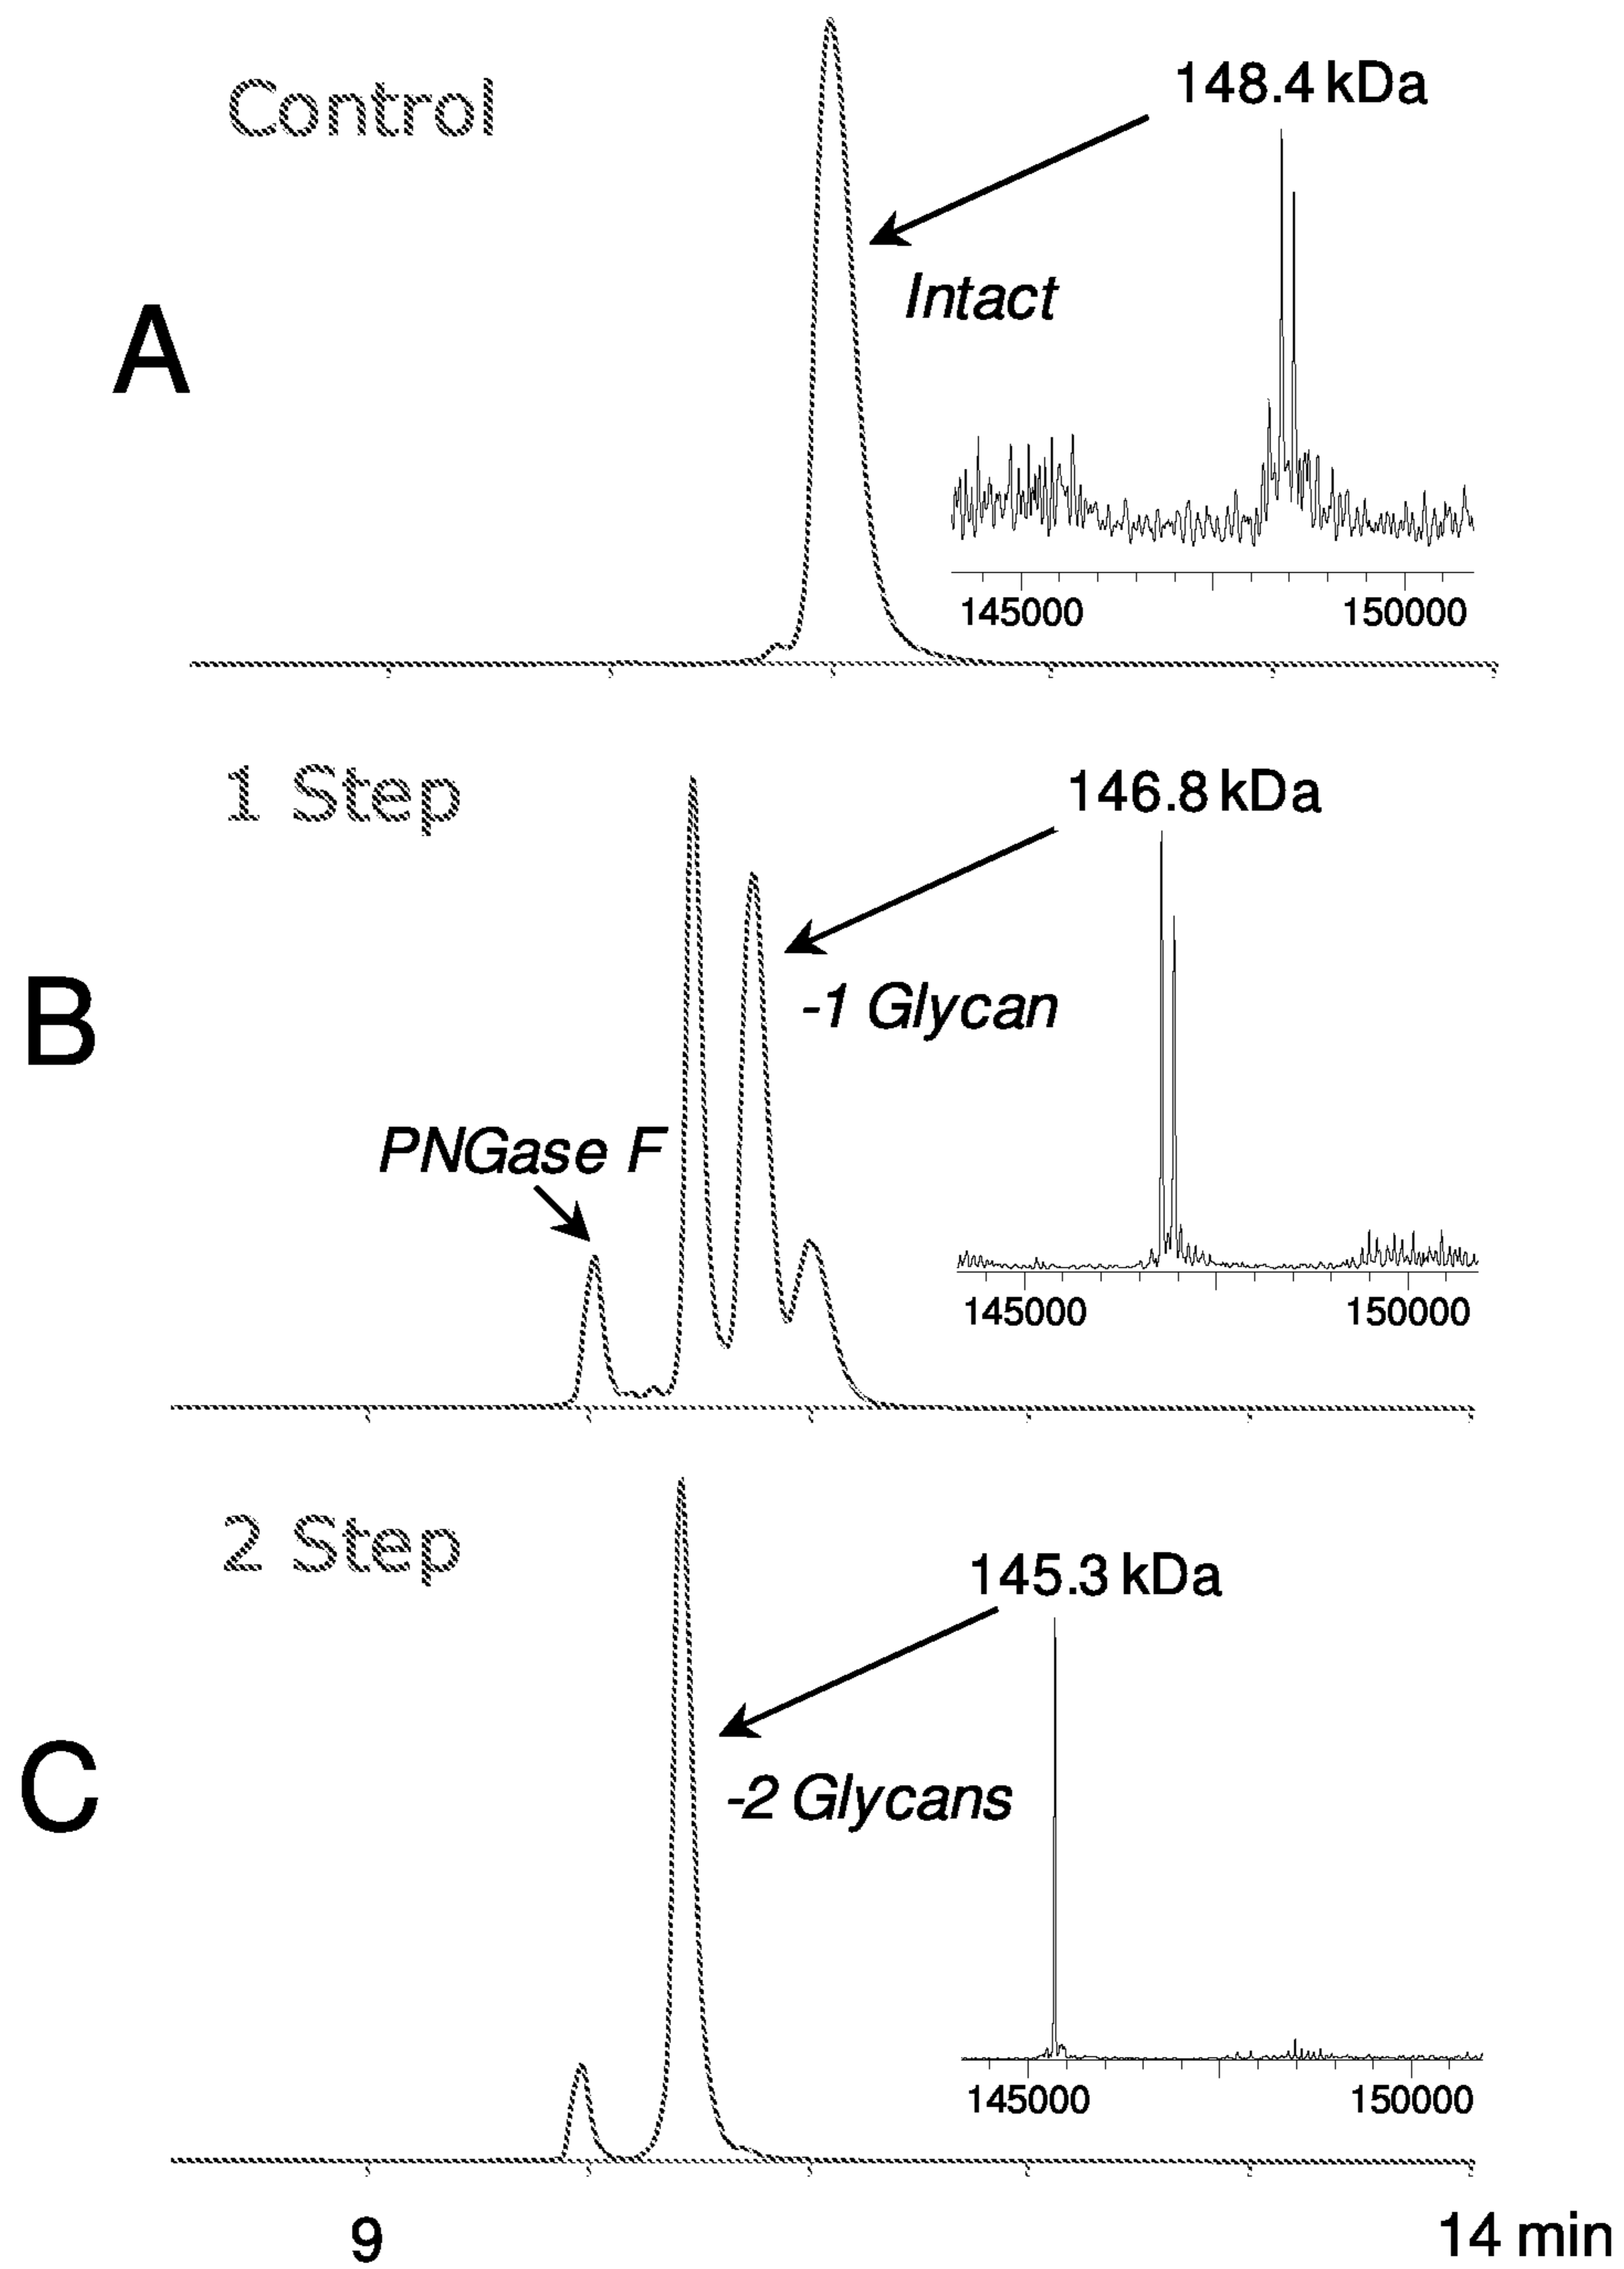 Control
148.4 kDa
Intact
A
145000
150000
1 Step
146.8 kDa
-1 Glycan
B
PNGase F
145000
150000
2 Step
145.3 kDa
-2 Glycans
C
145000
150000
9
14 min